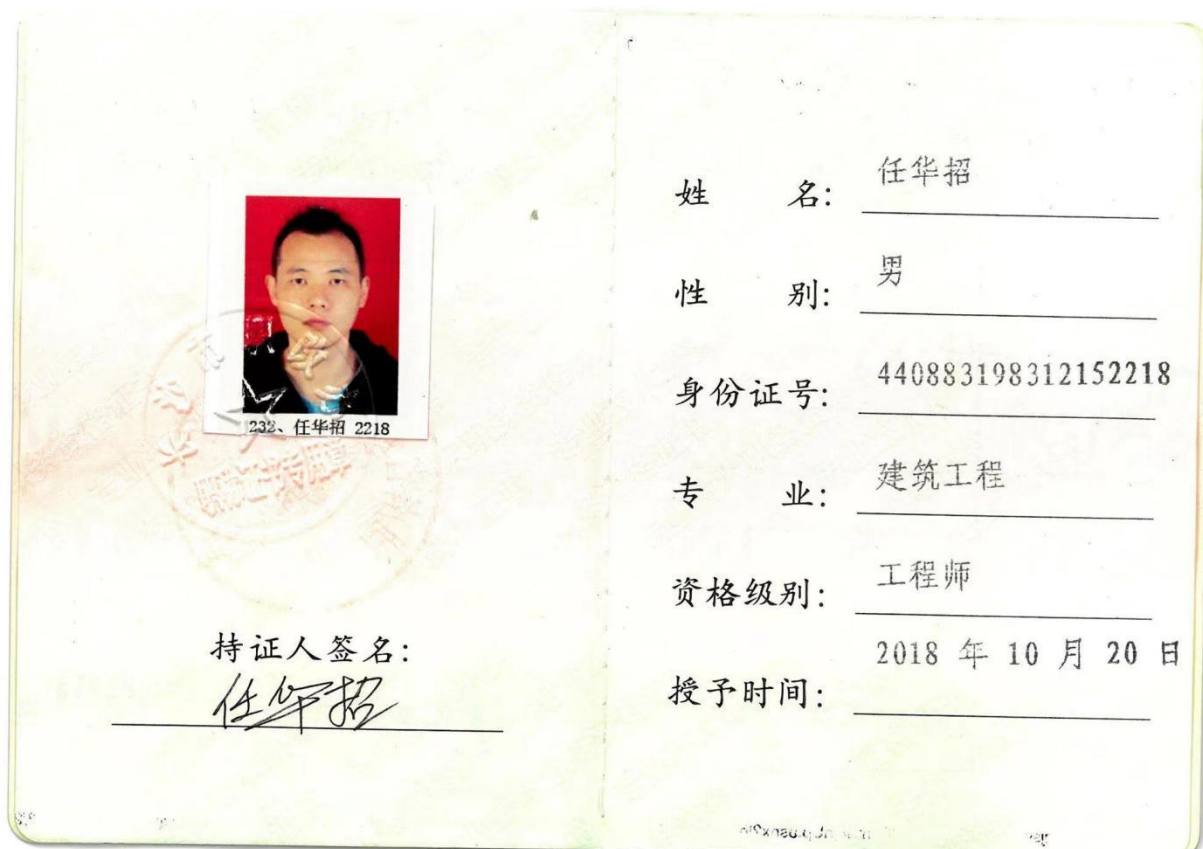 232、任华招 2218
持证人签名:
任华招
姓 名: 任华招
性 别: 男
身份证号: 440883198312152218
专 业: 建筑工程
资格级别: 工程师
授予时间: 2018 年 10 月 20 日